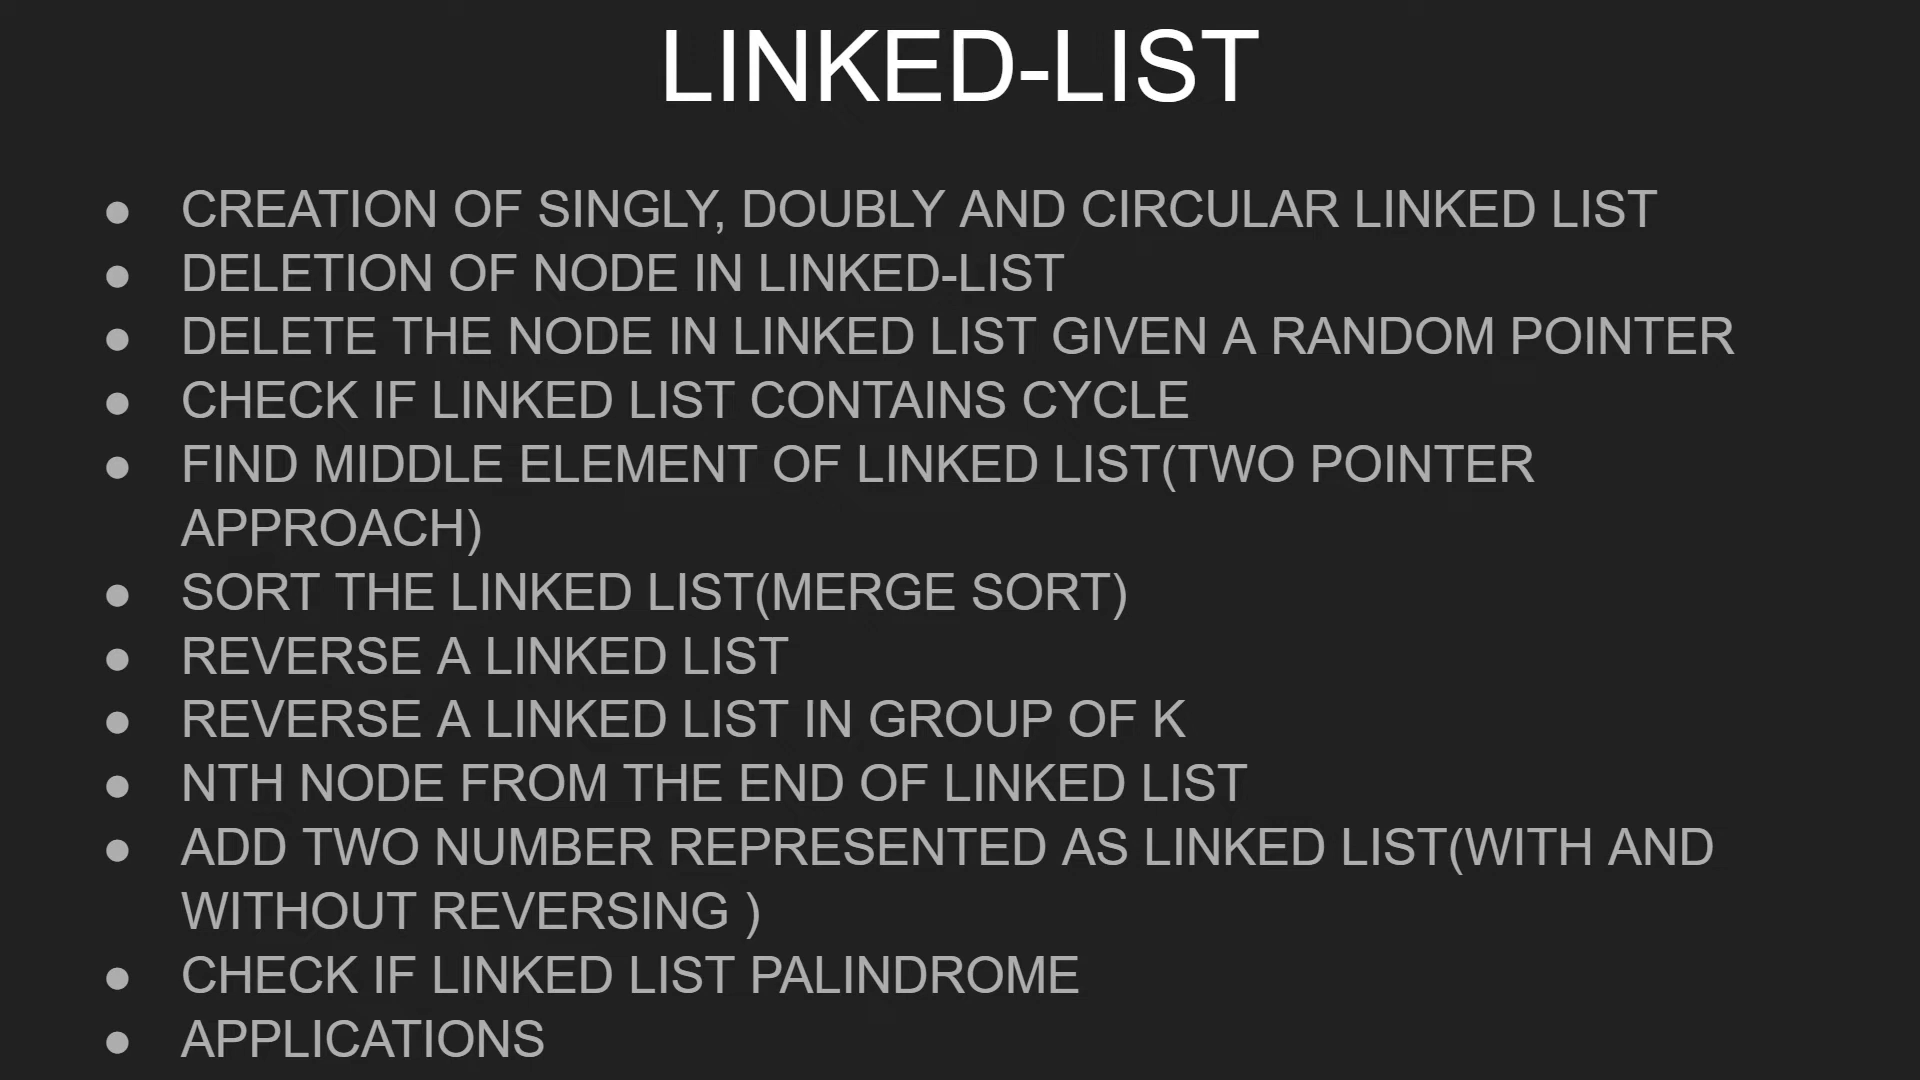 LINKED-LIST
● CREATION OF SINGLY, DOUBLY AND CIRCULAR LINKED LIST
● DELETION OF NODE IN LINKED-LIST
● DELETE THE NODE IN LINKED LIST GIVEN A RANDOM POINTER
● CHECK IF LINKED LIST CONTAINS CYCLE
● FIND MIDDLE ELEMENT OF LINKED LIST(TWO POINTER
APPROACH)
● SORT THE LINKED LIST(MERGE SORT)
● REVERSE A LINKED LIST
● REVERSE A LINKED LIST IN GROUP OF K
● NTH NODE FROM THE END OF LINKED LIST
● ADD TWO NUMBER REPRESENTED AS LINKED LIST(WITH AND
WITHOUT REVERSING )
● CHECK IF LINKED LIST PALINDROME
● APPLICATIONS